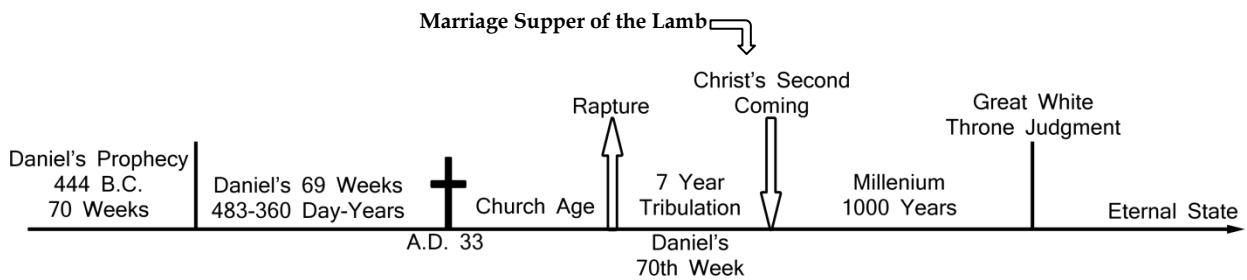 Marriage Supper of the Lamb
Christ's Second
Coming
Rapture
Great White
Throne Judgment
Daniel's Prophecy
444 B.C.
70 Weeks
Daniel's 69 Weeks
483-360 Day-Years
A.D. 33
Church Age
7 Year
Tribulation
Daniel's
70th Week
Millenium
1000 Years
Eternal State